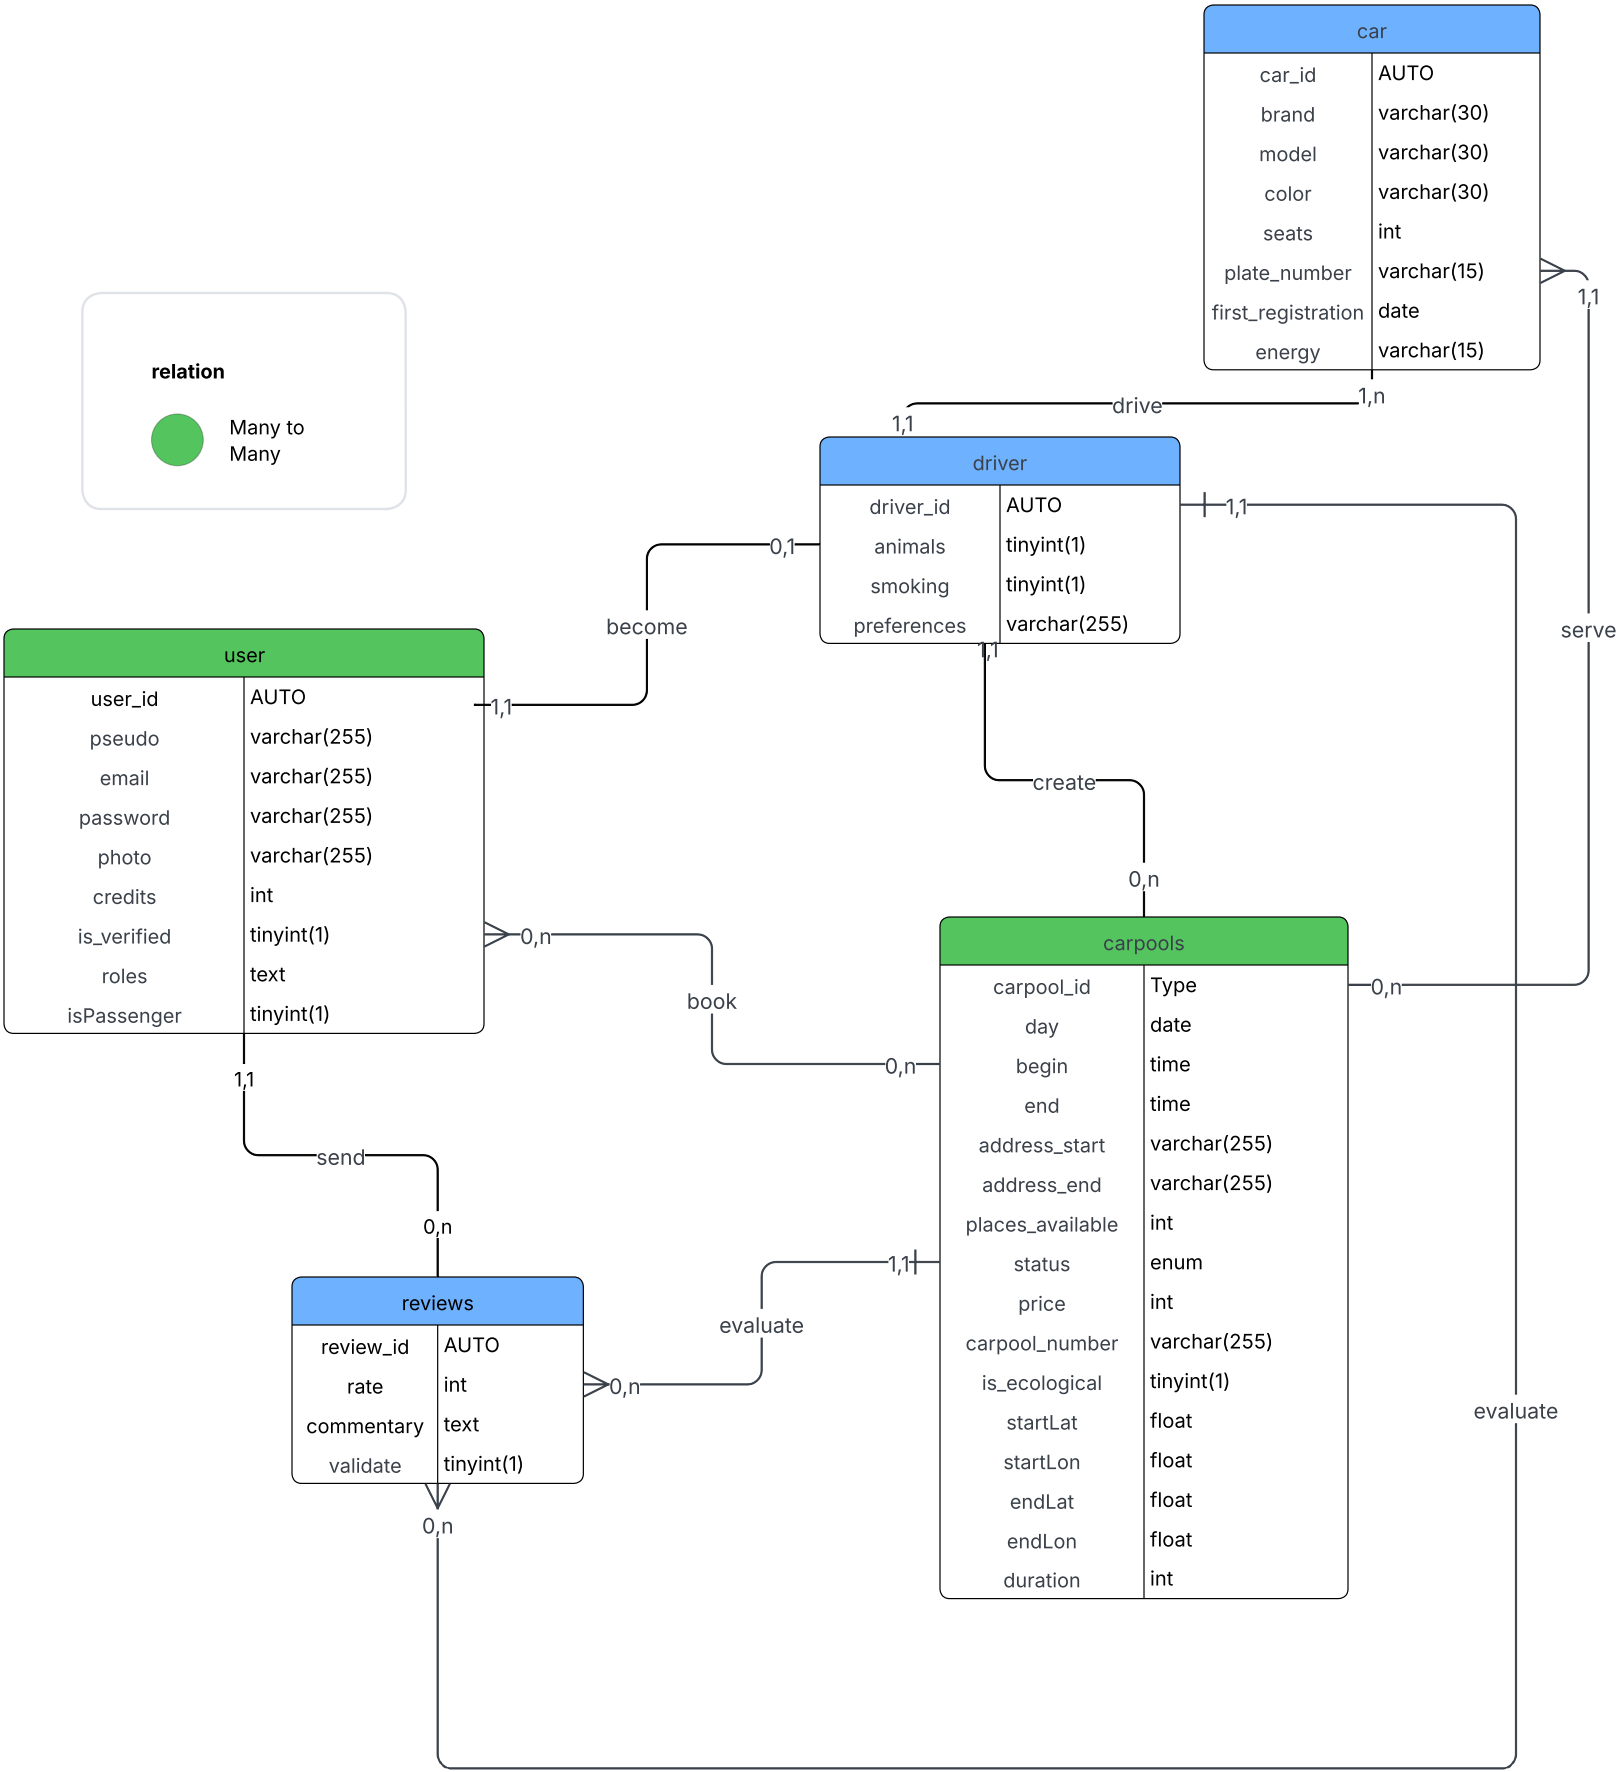 car
car_id AUTO
brand varchar(30)
model varchar(30)
color varchar(30)
seats int
plate_number varchar(15)
first_registration date
energy varchar(15)
1,1
1,n
drive
1,1
relation
Many to
Many
driver
driver_id AUTO
animals tinyint(1)
smoking tinyint(1)
preferences varchar(255)
1,1
0,1
1,1
become
serve
user
user_id AUTO
pseudo varchar(255)
email varchar(255)
password varchar(255)
photo varchar(255)
credits int
is_verified tinyint(1)
roles text
isPassenger tinyint(1)
1,1
create
0,n
0,n
book
0,n
carpools
carpool_id Type
day date
begin time
end time
address_start varchar(255)
address_end varchar(255)
places_available int
status enum
price int
carpool_number varchar(255)
is_ecological tinyint(1)
startLat float
startLon float
endLat float
endLon float
duration int
0,n
1,1
send
0,n
1,1
evaluate
0,n
reviews
review_id AUTO
rate int
commentary text
validate tinyint(1)
0,n
evaluate